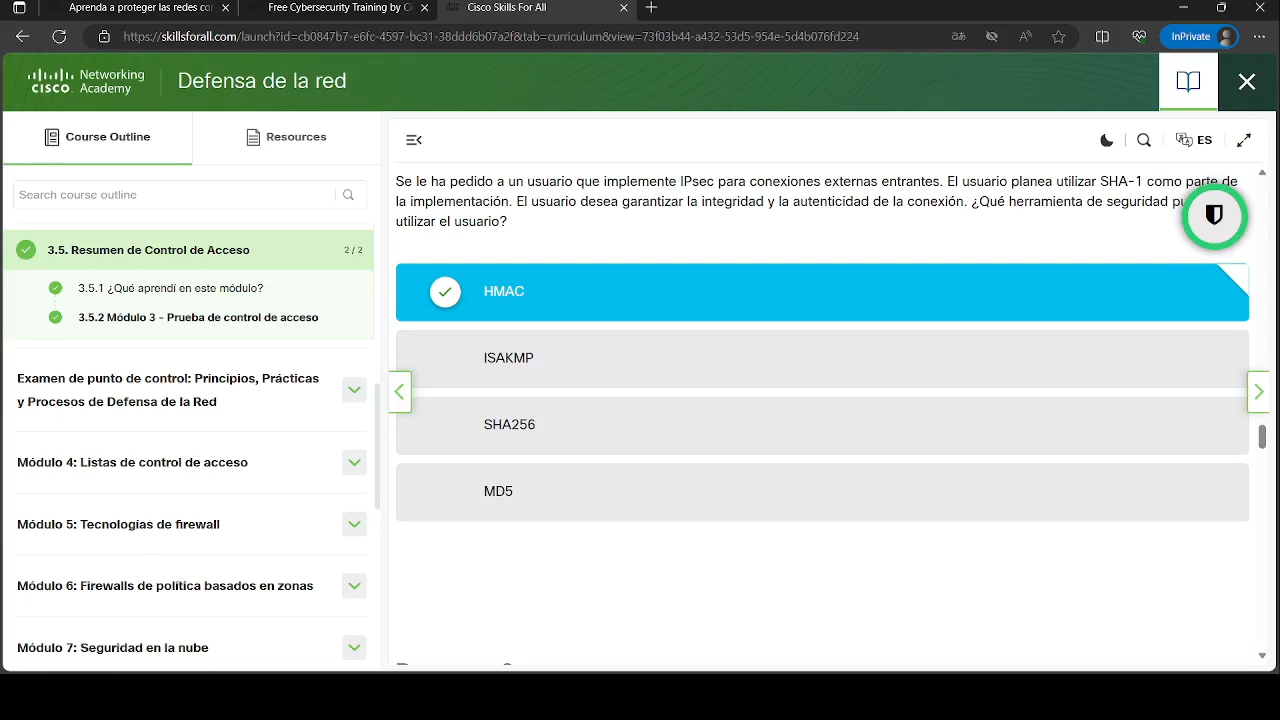 Aprenda a proteger las redes cor
Free Cybersecurity Training by Ci
Cisco Skills For All
https://skillsforall.com/launch?id=cb0847b7-e6fc-4597-bc31-38ddd6b07a2f&tab=curriculum&view=73f03b44-a432-53d5-954e-5d4b076fd224
InPrivate
Networking
CISCO Academy
Defensa de la red
Course Outline
Resources
ES
Search course outline
3.5. Resumen de Control de Acceso
2 / 2
3.5.1 ¿Qué aprendí en este módulo?
3.5.2 Módulo 3 - Prueba de control de acceso
Examen de punto de control: Principios, Prácticas
y Procesos de Defensa de la Red
Módulo 4: Listas de control de acceso
Módulo 5: Tecnologías de firewall
Módulo 6: Firewalls de política basados en zonas
Módulo 7: Seguridad en la nube
Se le ha pedido a un usuario que implemente IPsec para conexiones externas entrantes. El usuario planea utilizar SHA-1 como parte de
la implementación. El usuario desea garantizar la integridad y la autenticidad de la conexión. ¿Qué herramienta de seguridad
utilizar el usuario?
HMAC
ISAKMP
SHA256
MD5